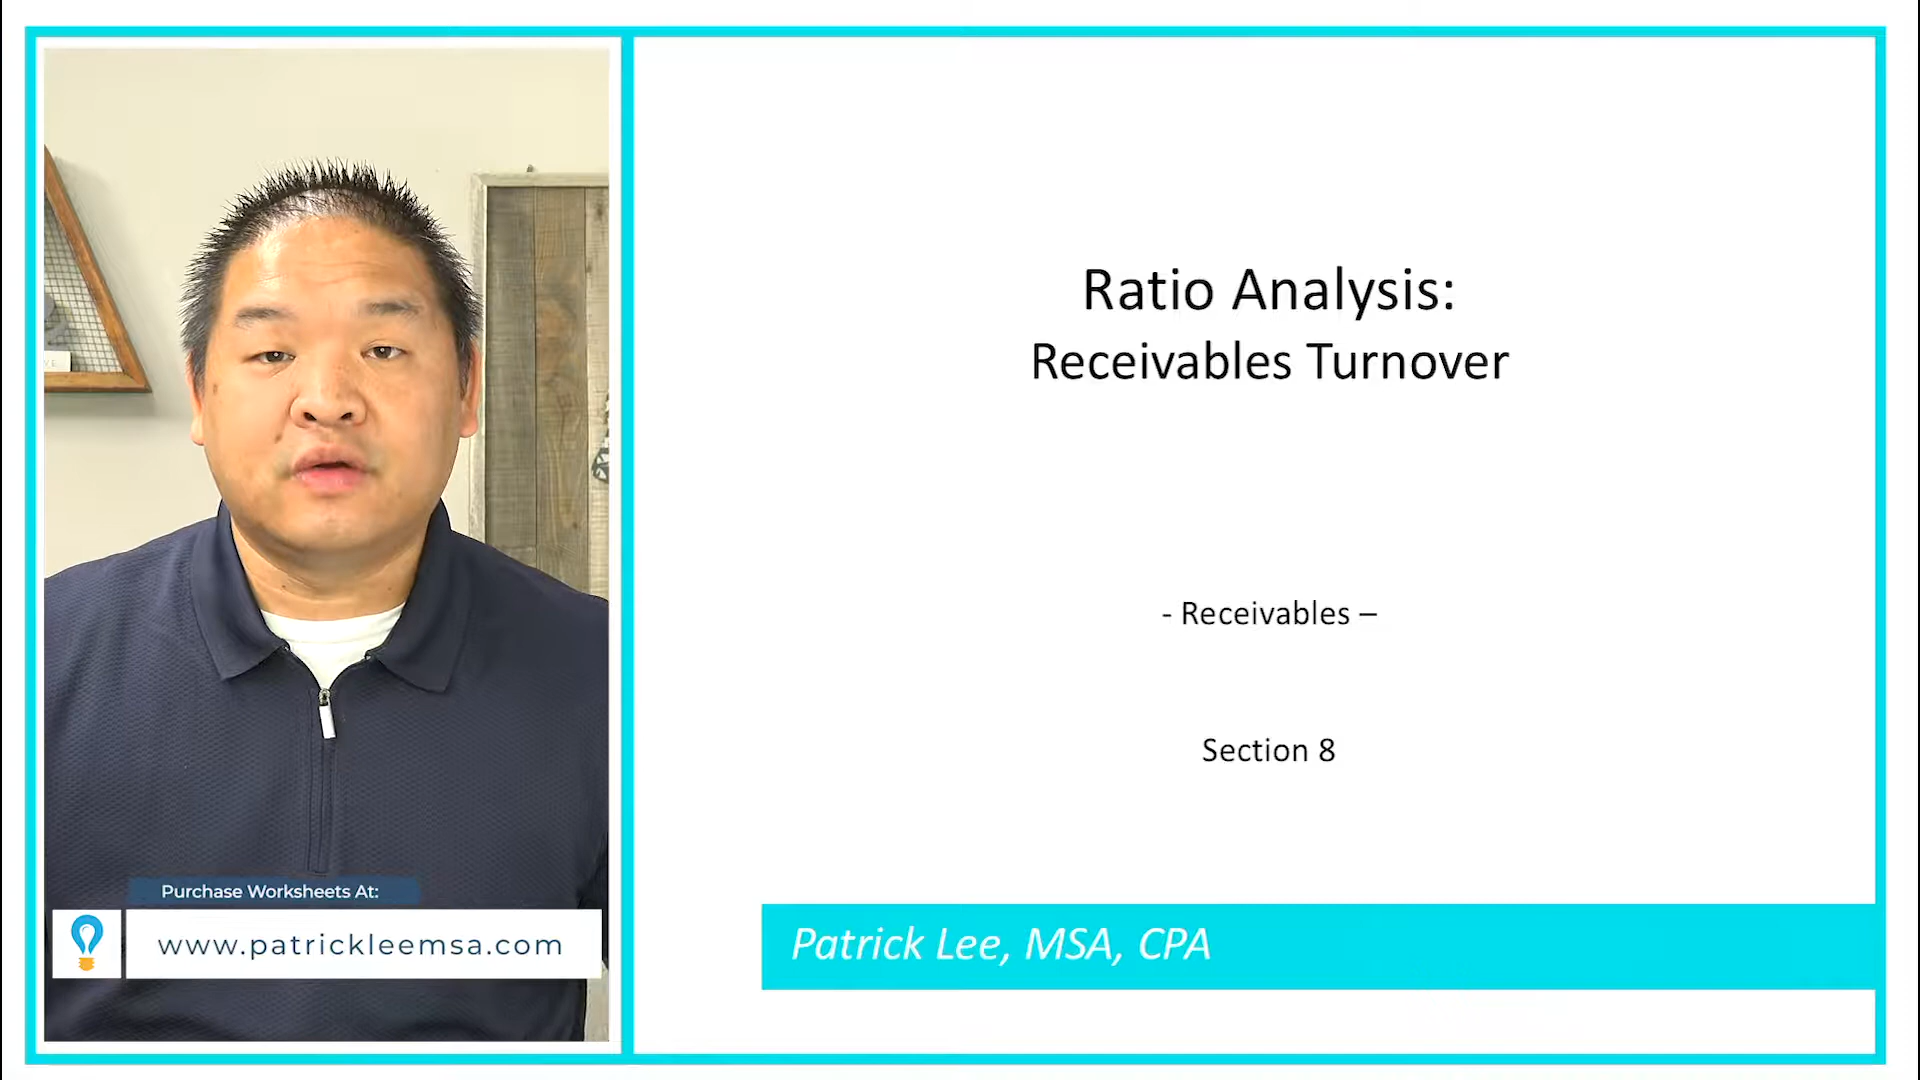 Ratio Analysis:
Receivables Turnover
- Receivables –
Section 8
Patrick Lee, MSA, CPA
Purchase Worksheets At:
www.patrickleemsa.com